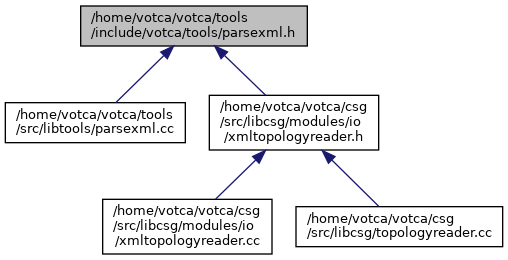 /home/votca/votca/tools
/include/votca/tools/parsexml.h
/home/votca/votca/tools
/src/libtools/parsexml.cc
/home/votca/votca/csg
/src/libcsg/modules/io
/xmltopologyreader.h
/home/votca/votca/csg
/src/libcsg/modules/io
/xmltopologyreader.cc
/home/votca/votca/csg
/src/libcsg/topologyreader.cc